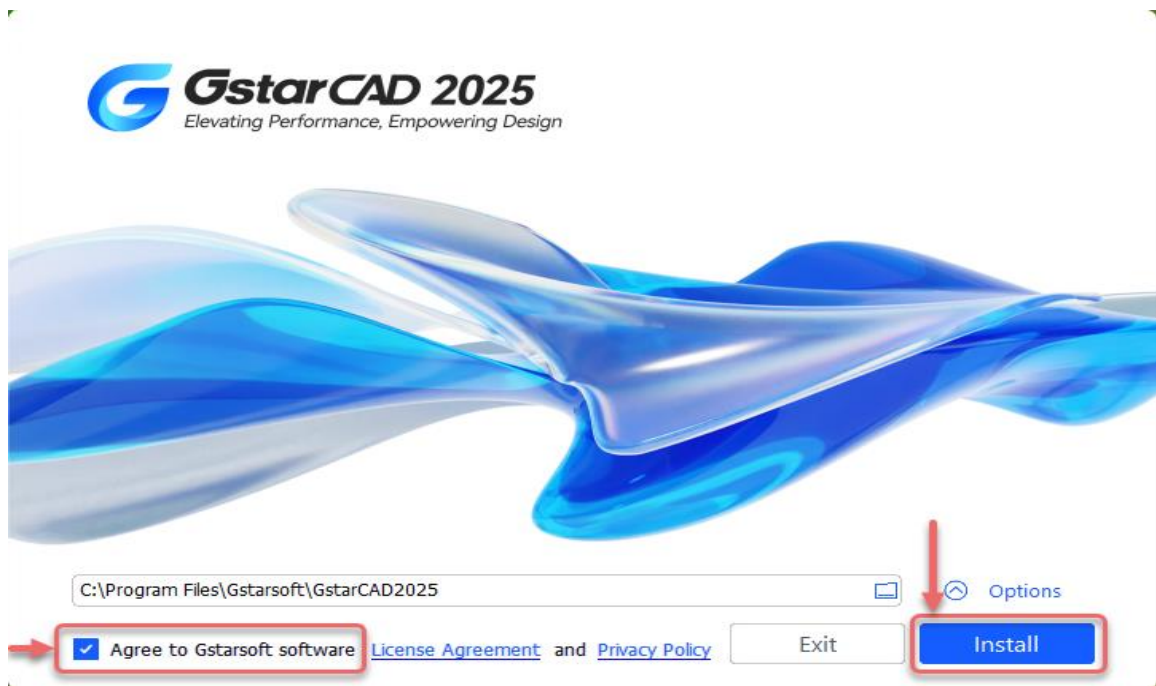 GstarCAD 2025
Elevating Performance, Empowering Design
C:\Program Files\Gstarsoft\GstarCAD2025
Options
Agree to Gstarsoft software License Agreement and Privacy Policy
Exit
Install